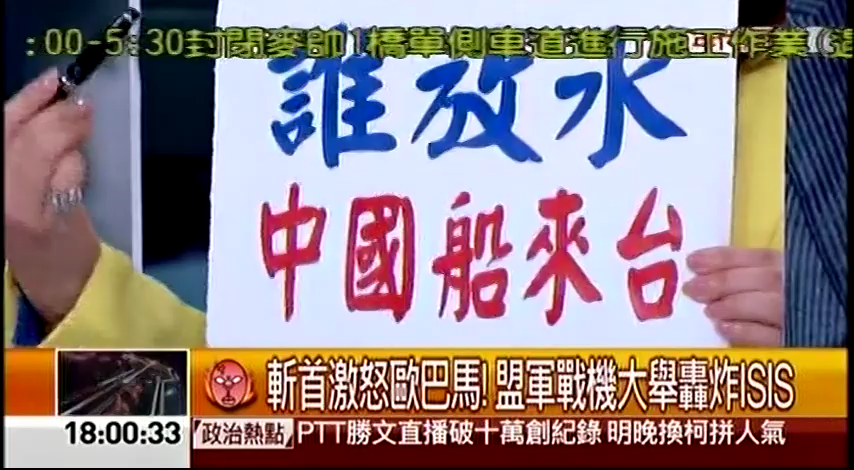 :00-5:30封閉麥帥1橋單側車道進行施工作業
誰放水
中國船來台
斬首激怒歐巴馬!盟軍戰機大舉轟炸ISIS
18:00:33
政治熱點
PTT勝文直播破十萬創紀錄 明晚換柯拼人氣